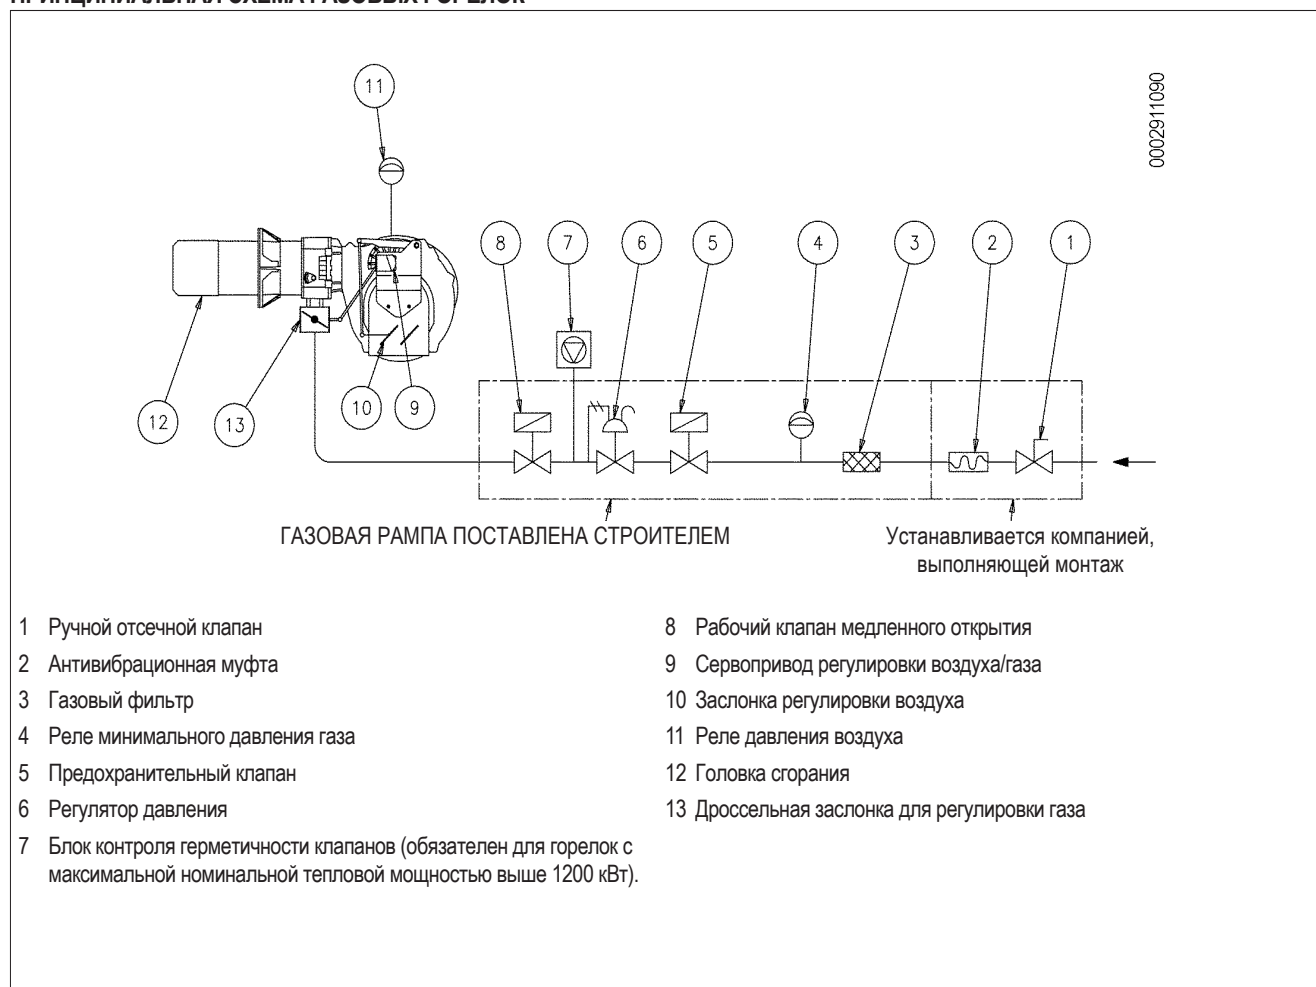 ПРИНЦИПИАЛЬНАЯ СХЕМА ГАЗОВЫХ ГОРЕЛОК
0002911090
11
8
7
6
5
4
3
2
1
12
13
10
9
ГАЗОВАЯ РАМПА ПОСТАВЛЕНА СТРОИТЕЛЕМ
Устанавливается компанией,
выполняющей монтаж
1 Ручной отсечной клапан
2 Антивибрационная муфта
3 Газовый фильтр
4 Реле минимального давления газа
5 Предохранительный клапан
6 Регулятор давления
7 Блок контроля герметичности клапанов (обязателен для горелок с
максимальной номинальной тепловой мощностью выше 1200 кВт).
8 Рабочий клапан медленного открытия
9 Сервопривод регулировки воздуха/газа
10 Заслонка регулировки воздуха
11 Реле давления воздуха
12 Головка сгорания
13 Дроссельная заслонка для регулировки газа